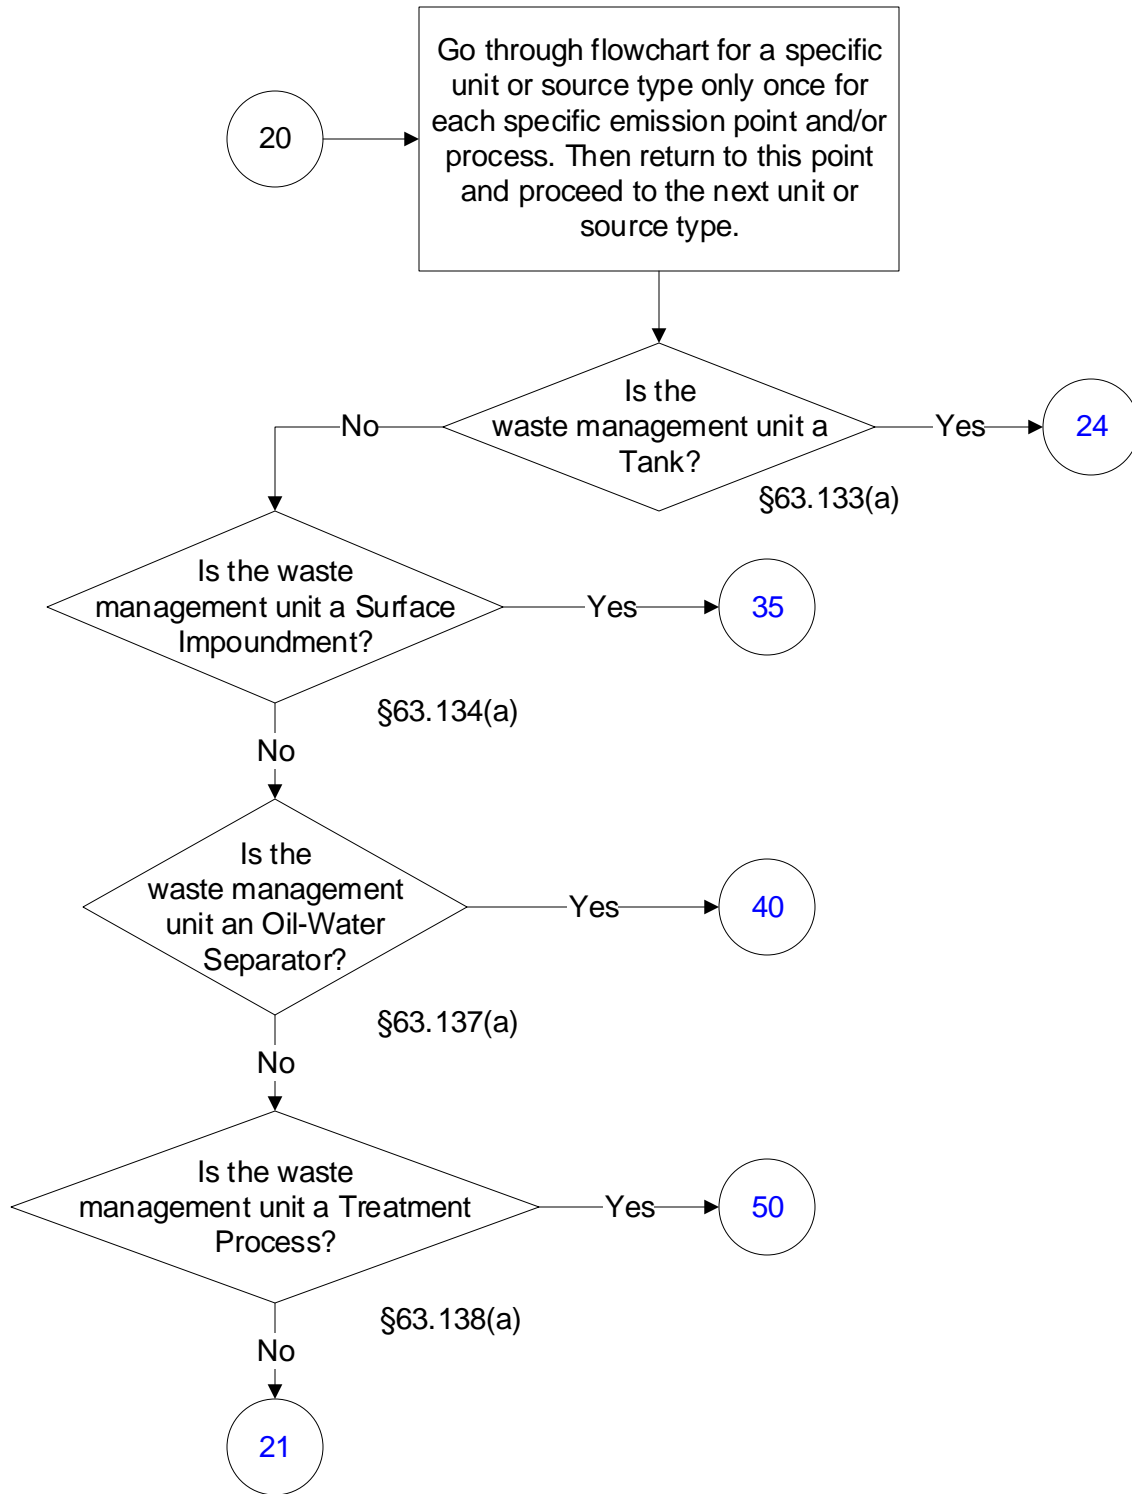 Go through flowchart for a specific
unit or source type only once for
each specific emission point and/or
process. Then return to this point
and proceed to the next unit or
source type.
20
Is the
waste management unit a
Tank?
No
Yes
24
§63.133(a)
Is the waste
management unit a Surface
Impoundment?
Yes
35
§63.134(a)
No
Is the
waste management
unit an Oil-Water
Separator?
Yes
40
§63.137(a)
No
Is the waste
management unit a Treatment
Process?
Yes
50
§63.138(a)
No
21